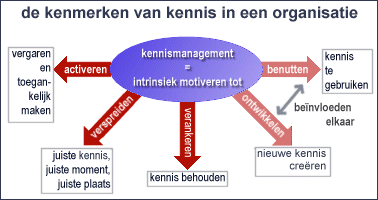 de kenmerken van kennis in een organisatie
vergaren
en
toegan-
kelijk
maken
activeren
kennismanagement
=
intrinsiek motiveren tot
benutten
kennis
te
gebruiken
verspreiden
verankeren
ontwikkelen
beïnvloeden
elkaar
juiste kennis,
juiste moment,
juiste plaats
kennis behouden
nieuwe kennis
creëren